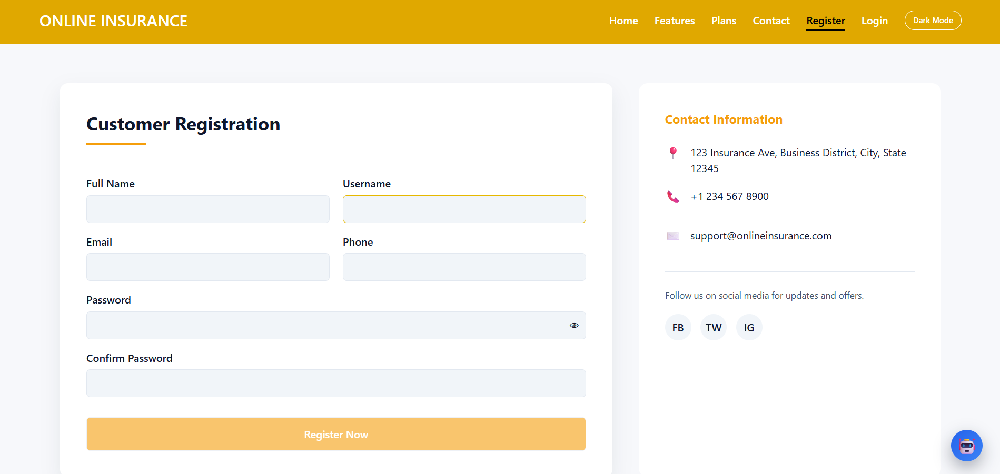 ONLINE INSURANCE
Home Features Plans Contact Register Login Dark Mode
Customer Registration
Full Name
Username
Email
Phone
Password
Confirm Password
Register Now
Contact Information
123 Insurance Ave, Business District, City, State
12345
+1 234 567 8900
support@onlineinsurance.com
Follow us on social media for updates and offers.
FB TW IG